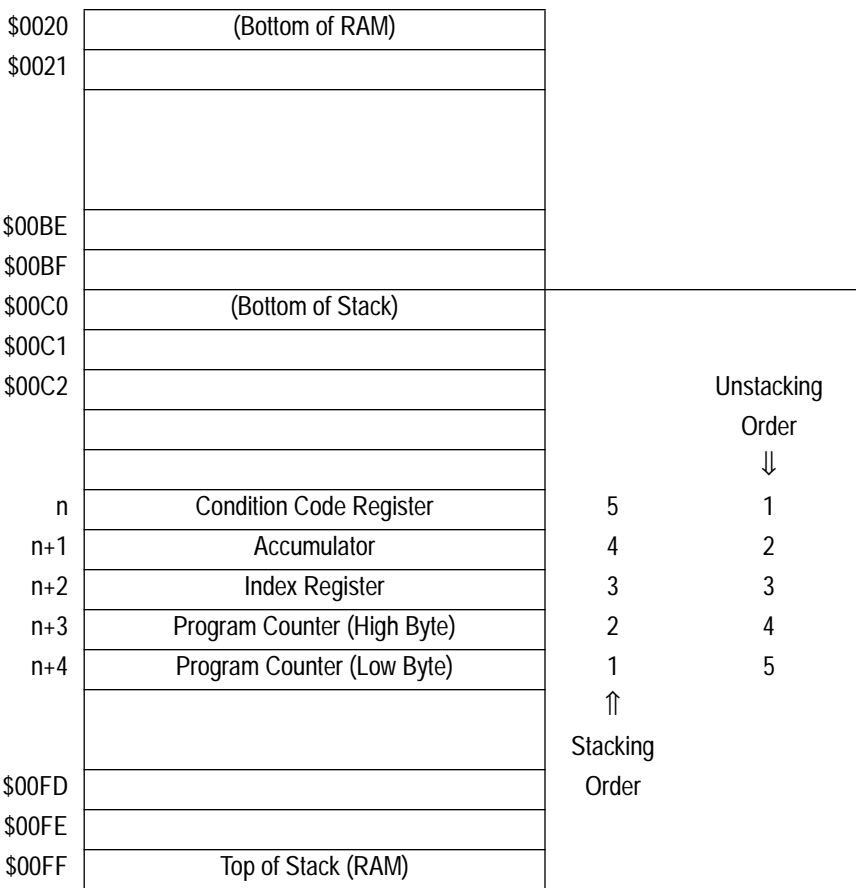 $0020 (Bottom of RAM)
$0021
$00BE
$00BF
$00C0 (Bottom of Stack)
$00C1
$00C2 Unstacking
Order
⇓
n Condition Code Register 5 1
n+1 Accumulator 4 2
n+2 Index Register 3 3
n+3 Program Counter (High Byte) 2 4
n+4 Program Counter (Low Byte) 1 5
⇑
Stacking
$00FD Order
$00FE
$00FF Top of Stack (RAM)